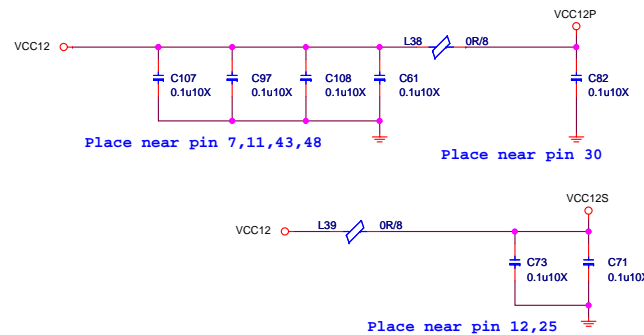 VCC12P
VCC12
L38
0R/8
C107
0.1u10X
C97
0.1u10X
C108
0.1u10X
C61
0.1u10X
C82
0.1u10X
Place near pin 7,11,43,48
Place near pin 30
VCC12S
VCC12
L39
0R/8
C73
0.1u10X
C71
0.1u10X
Place near pin 12,25